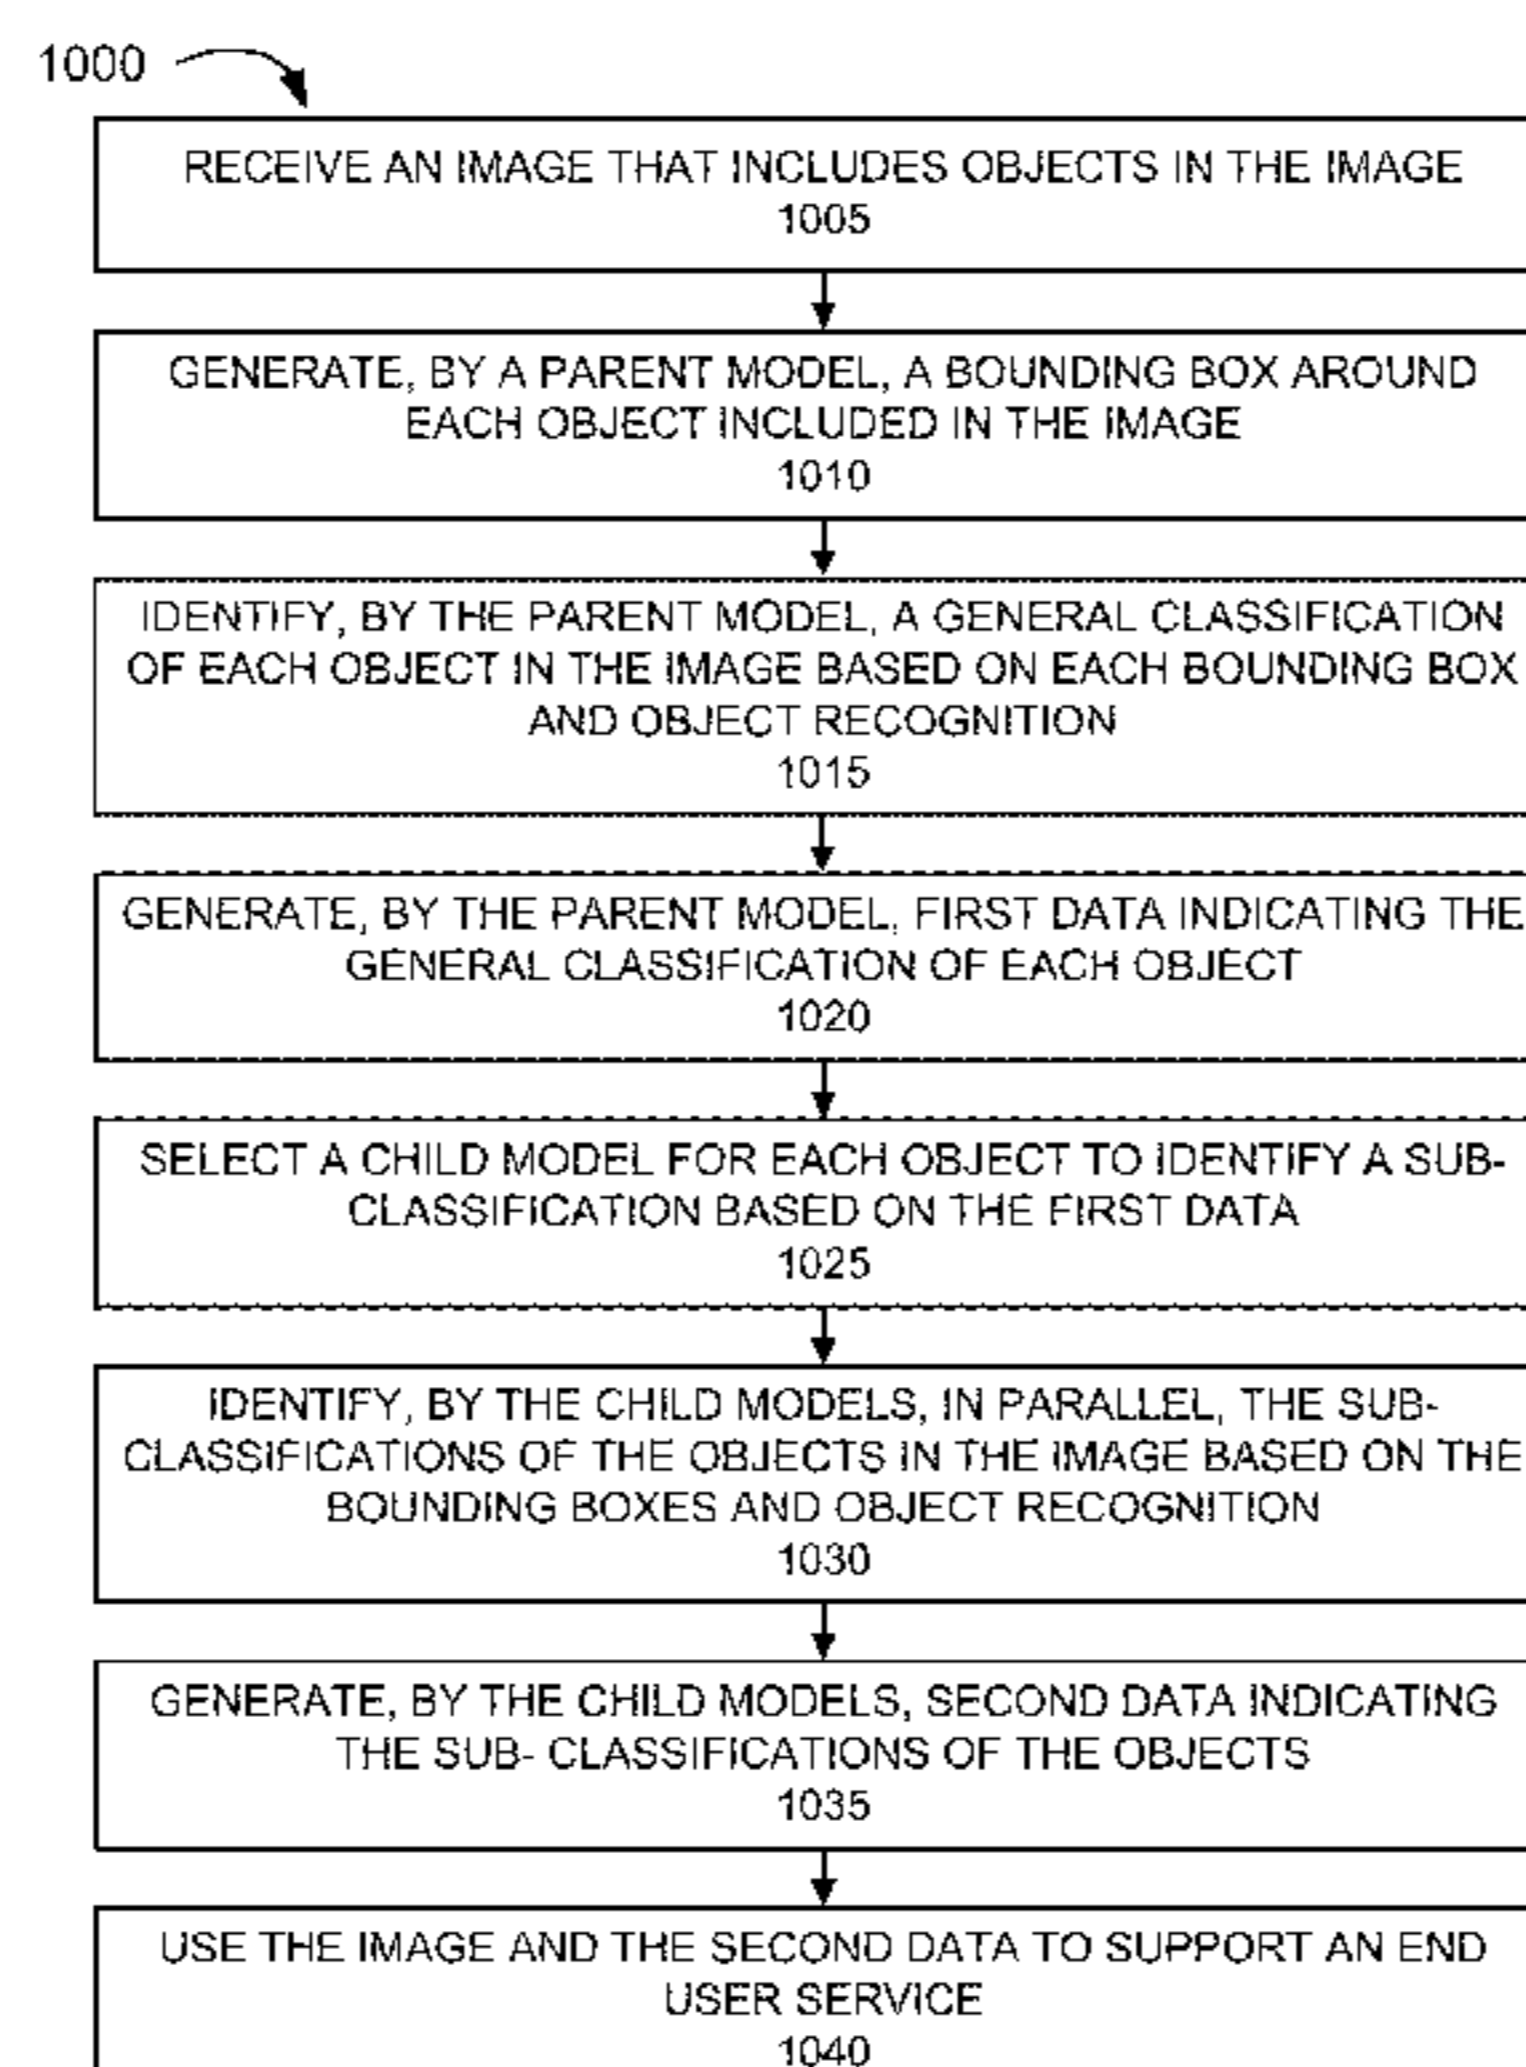 1000
RECEIVE AN IMAGE THAT INCLUDES OBJECTS IN THE IMAGE
1005
GENERATE, BY A PARENT MODEL, A BOUNDING BOX AROUND
EACH OBJECT INCLUDED IN THE IMAGE
1010
IDENTIFY, BY THE PARENT MODEL, A GENERAL CLASSIFICATION
OF EACH OBJECT IN THE IMAGE BASED ON EACH BOUNDING BOX
AND OBJECT RECOGNITION
1015
GENERATE, BY THE PARENT MODEL, FIRST DATA INDICATING THE
GENERAL CLASSIFICATION OF EACH OBJECT
1020
SELECT A CHILD MODEL FOR EACH OBJECT TO IDENTIFY A SUB-
CLASSIFICATION BASED ON THE FIRST DATA
1025
IDENTIFY, BY THE CHILD MODELS, IN PARALLEL, THE SUB-
CLASSIFICATIONS OF THE OBJECTS IN THE IMAGE BASED ON THE
BOUNDING BOXES AND OBJECT RECOGNITION
1030
GENERATE, BY THE CHILD MODELS, SECOND DATA INDICATING
THE SUB- CLASSIFICATIONS OF THE OBJECTS
1035
USE THE IMAGE AND THE SECOND DATA TO SUPPORT AN END
USER SERVICE
1040